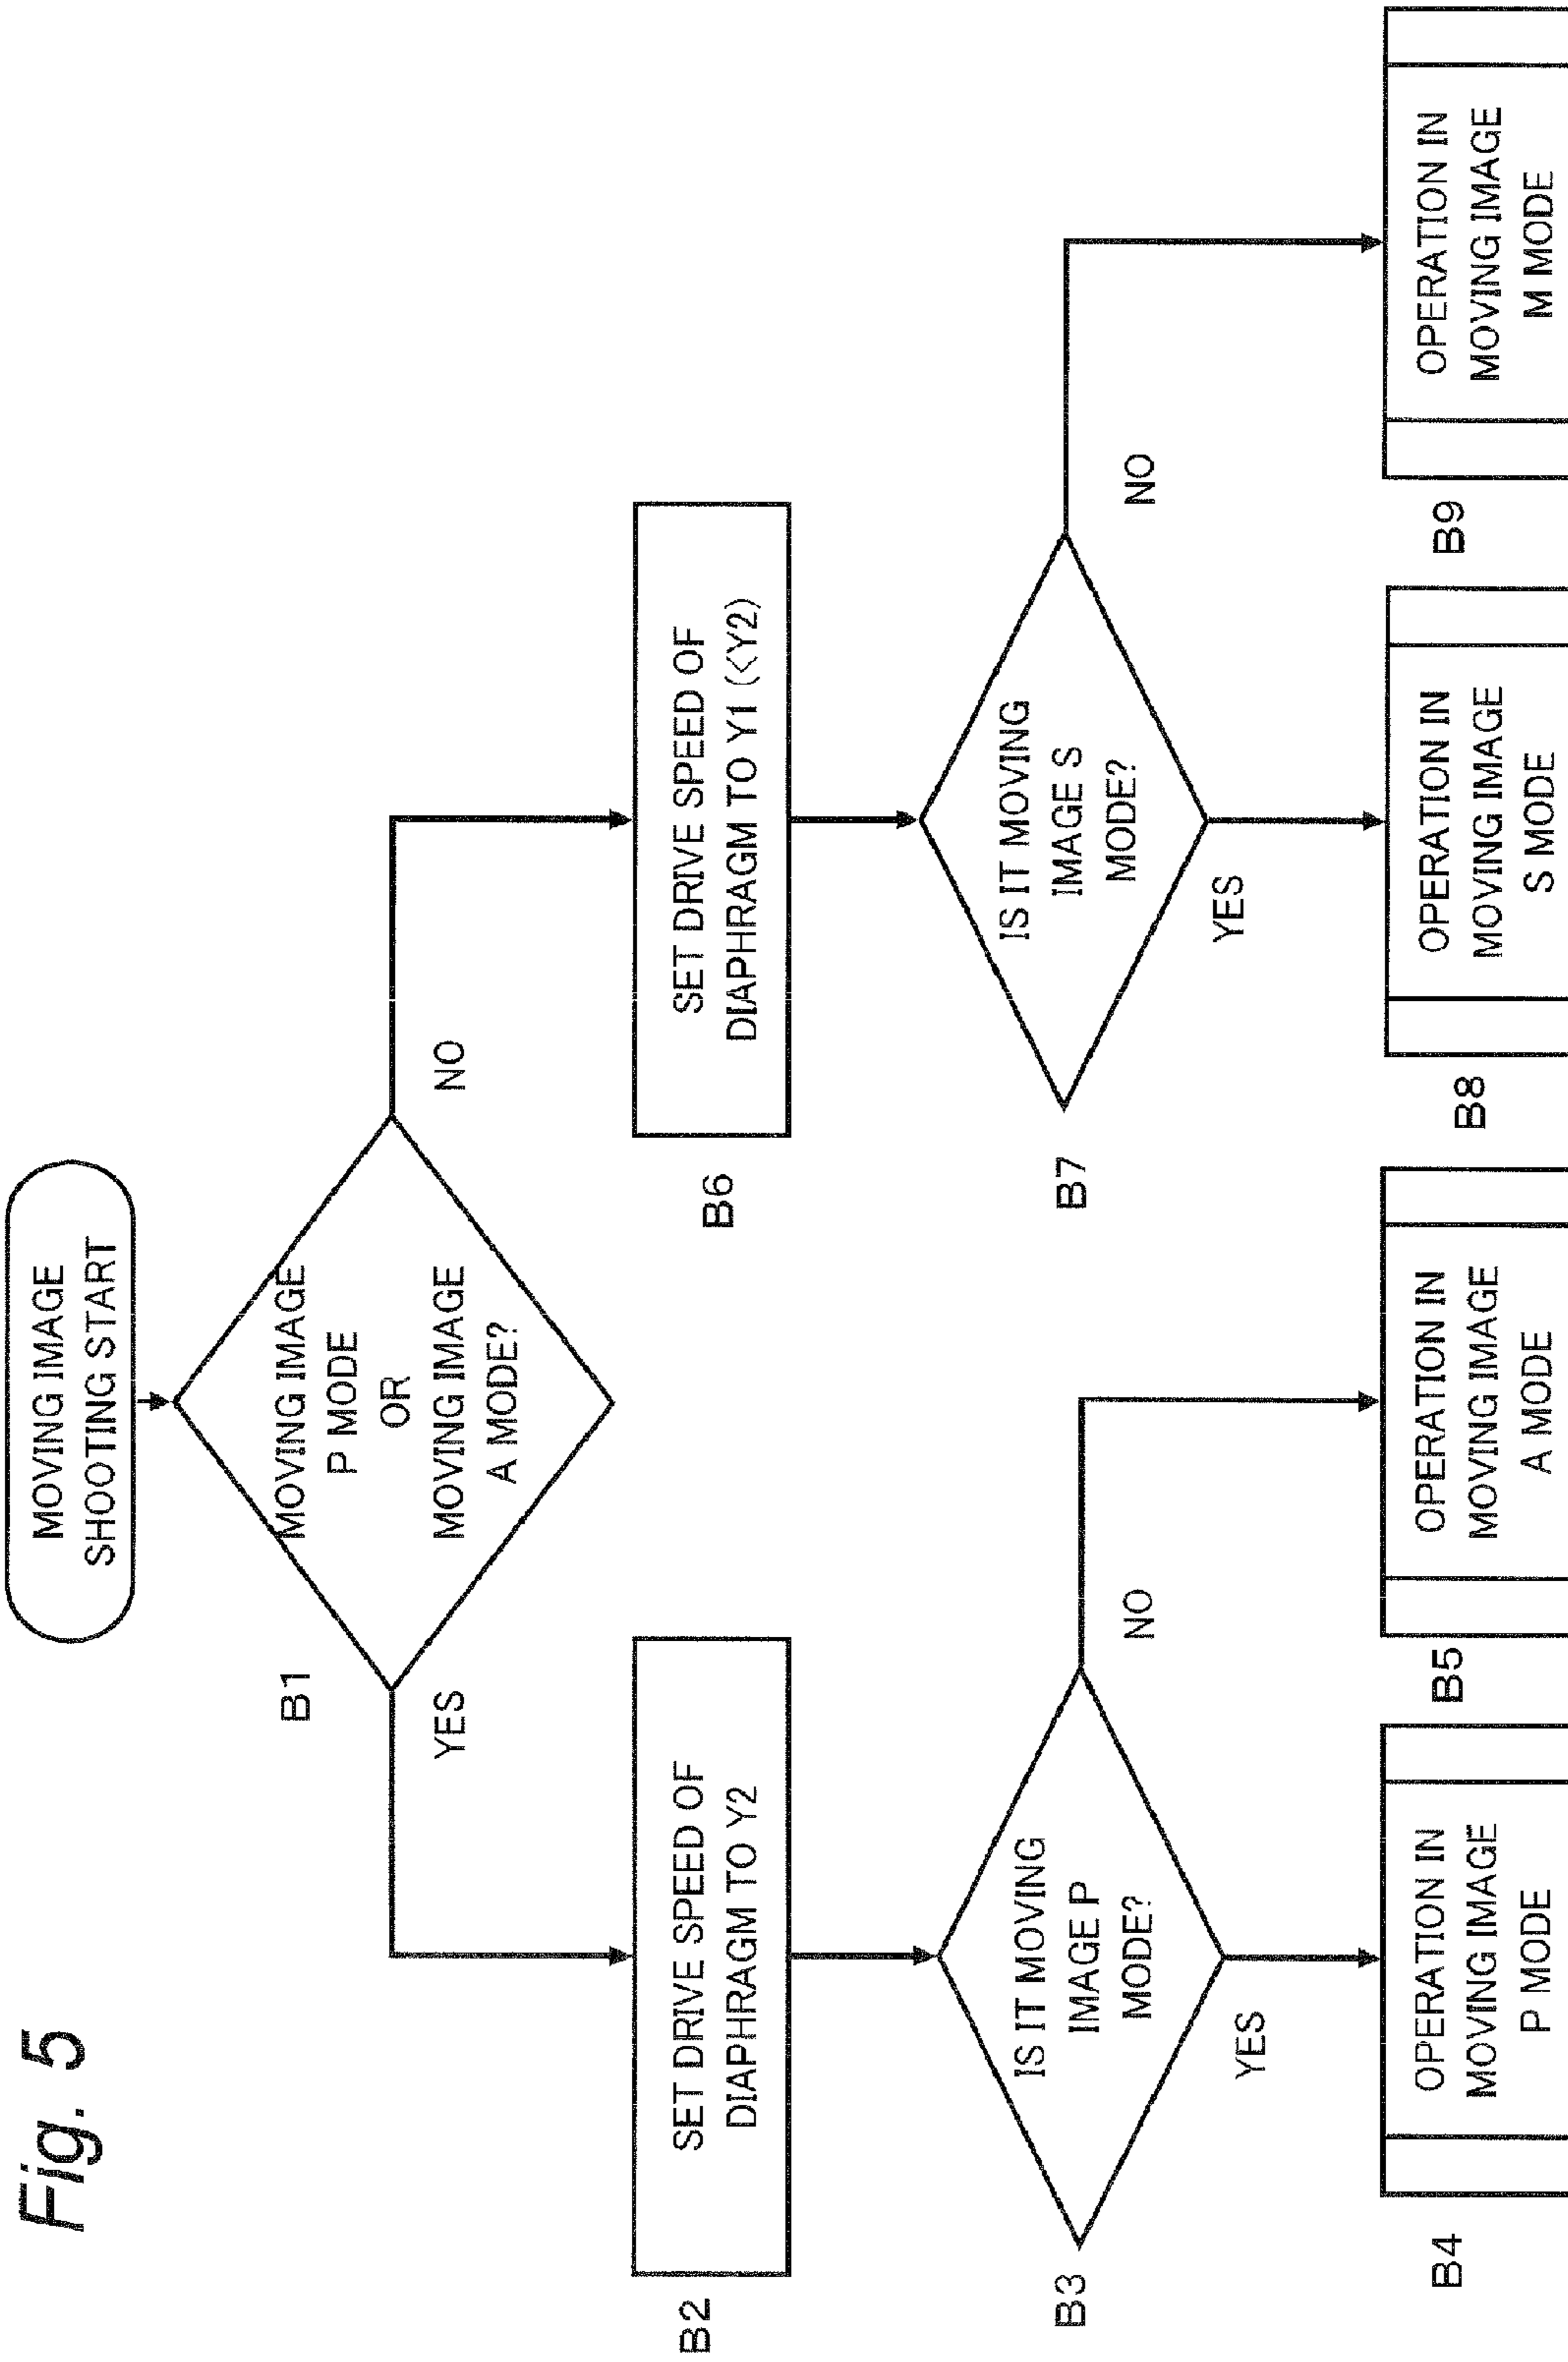 Fig. 5
MOVING IMAGE
SHOOTING START
B1
MOVING IMAGE
P MODE
OR
MOVING IMAGE
A MODE?
YES
NO
B2
SET DRIVE SPEED OF
DIAPHRAGM TO Y2
B6
SET DRIVE SPEED OF
DIAPHRAGM TO Y1 (<Y2)
B3
IS IT MOVING
IMAGE P
MODE?
YES
NO
B7
IS IT MOVING
IMAGE S
MODE?
YES
NO
B4
OPERATION IN
MOVING IMAGE
P MODE
B5
OPERATION IN
MOVING IMAGE
A MODE
B8
OPERATION IN
MOVING IMAGE
S MODE
B9
OPERATION IN
MOVING IMAGE
M MODE